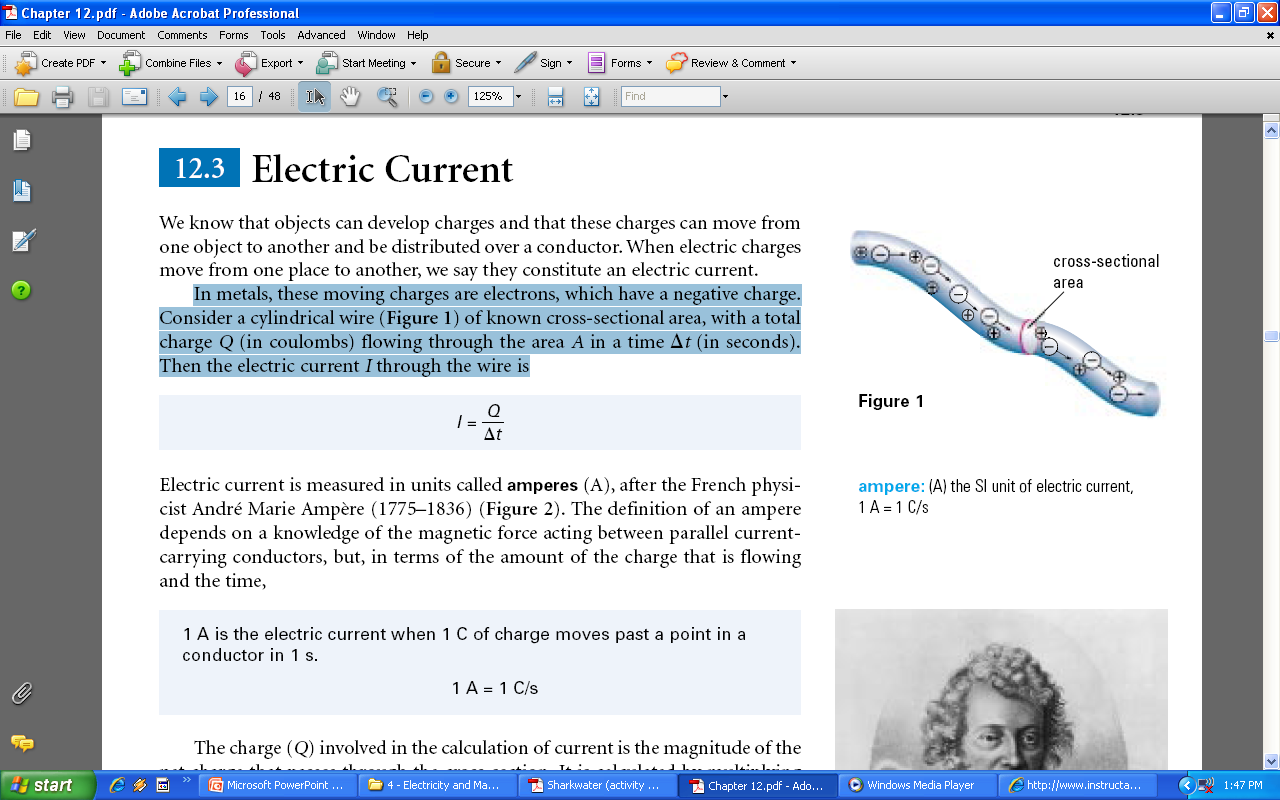 Chapter 12.pdf - Adobe Acrobat Professional
File Edit View Document Comments Forms Tools Advanced Window Help
Create PDF Combine Files Export Start Meeting Secure Sign Forms Review & Comment
16 / 48 125% Find
12.3 Electric Current
We know that objects can develop charges and that these charges can move from
one object to another and be distributed over a conductor. When electric charges
move from one place to another, we say they constitute an electric current.
In metals, these moving charges are electrons, which have a negative charge.
Consider a cylindrical wire (Figure 1) of known cross-sectional area, with a total
charge Q (in coulombs) flowing through the area A in a time Δt (in seconds).
Then the electric current I through the wire is
I = Q/Δt
cross-sectional
area
Figure 1
Electric current is measured in units called amperes (A), after the French physi-
cist André Marie Ampère (1775–1836) (Figure 2). The definition of an ampere
depends on a knowledge of the magnetic force acting between parallel current-
carrying conductors, but, in terms of the amount of the charge that is flowing
and the time,
ampere: (A) the SI unit of electric current,
1 A = 1 C/s
1 A is the electric current when 1 C of charge moves past a point in a
conductor in 1 s.
1 A = 1 C/s
The charge (Q) involved in the calculation of current is the magnitude of the
start Microsoft PowerPoint ... 4 - Electricity and Ma... Sharkwater (activity ... Chapter 12.pdf - Ado... Windows Media Player http://www.instructa... 1:47 PM